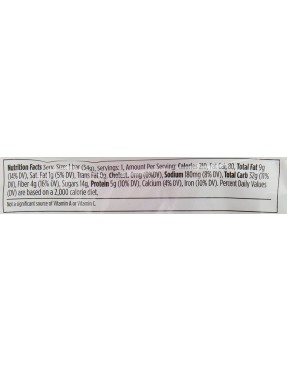 Nutrition Facts Serv. Size: 1 bar (54g), Servings: 1, Amount Per Serving: Calories 210, Fat Cal. 80, Total Fat 9g
(14% DV), Sat. Fat 1g (5% DV), Trans Fat 0g, Cholest. 0mg (0% DV), Sodium 180mg (8% DV), Total Carb 32g (11%
DV), Fiber 4g (16% DV), Sugars 14g, Protein 5g (10% DV), Calcium (4% DV), Iron (10% DV), Percent Daily Values
(DV) are based on a 2,000 calorie diet.
Not a significant source of Vitamin A or Vitamin C.